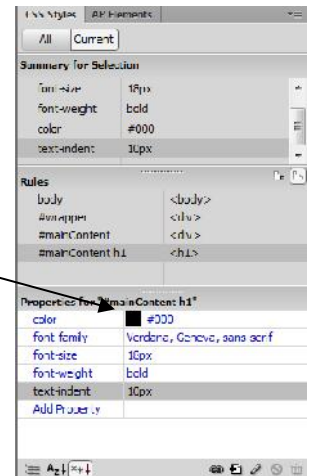 CSS Styles AP Elements
All Current
Summary for Selection
font-size 18px
font-weight bold
color #000
text-indent 10px
Rules
body <body>
#wrapper <div>
#mainContent <div>
#mainContent h1 <h1>
Properties for "#mainContent h1"
color #000
font-family Verdana, Geneva, sans-serif
font-size 18px
font-weight bold
text-indent 10px
Add Property